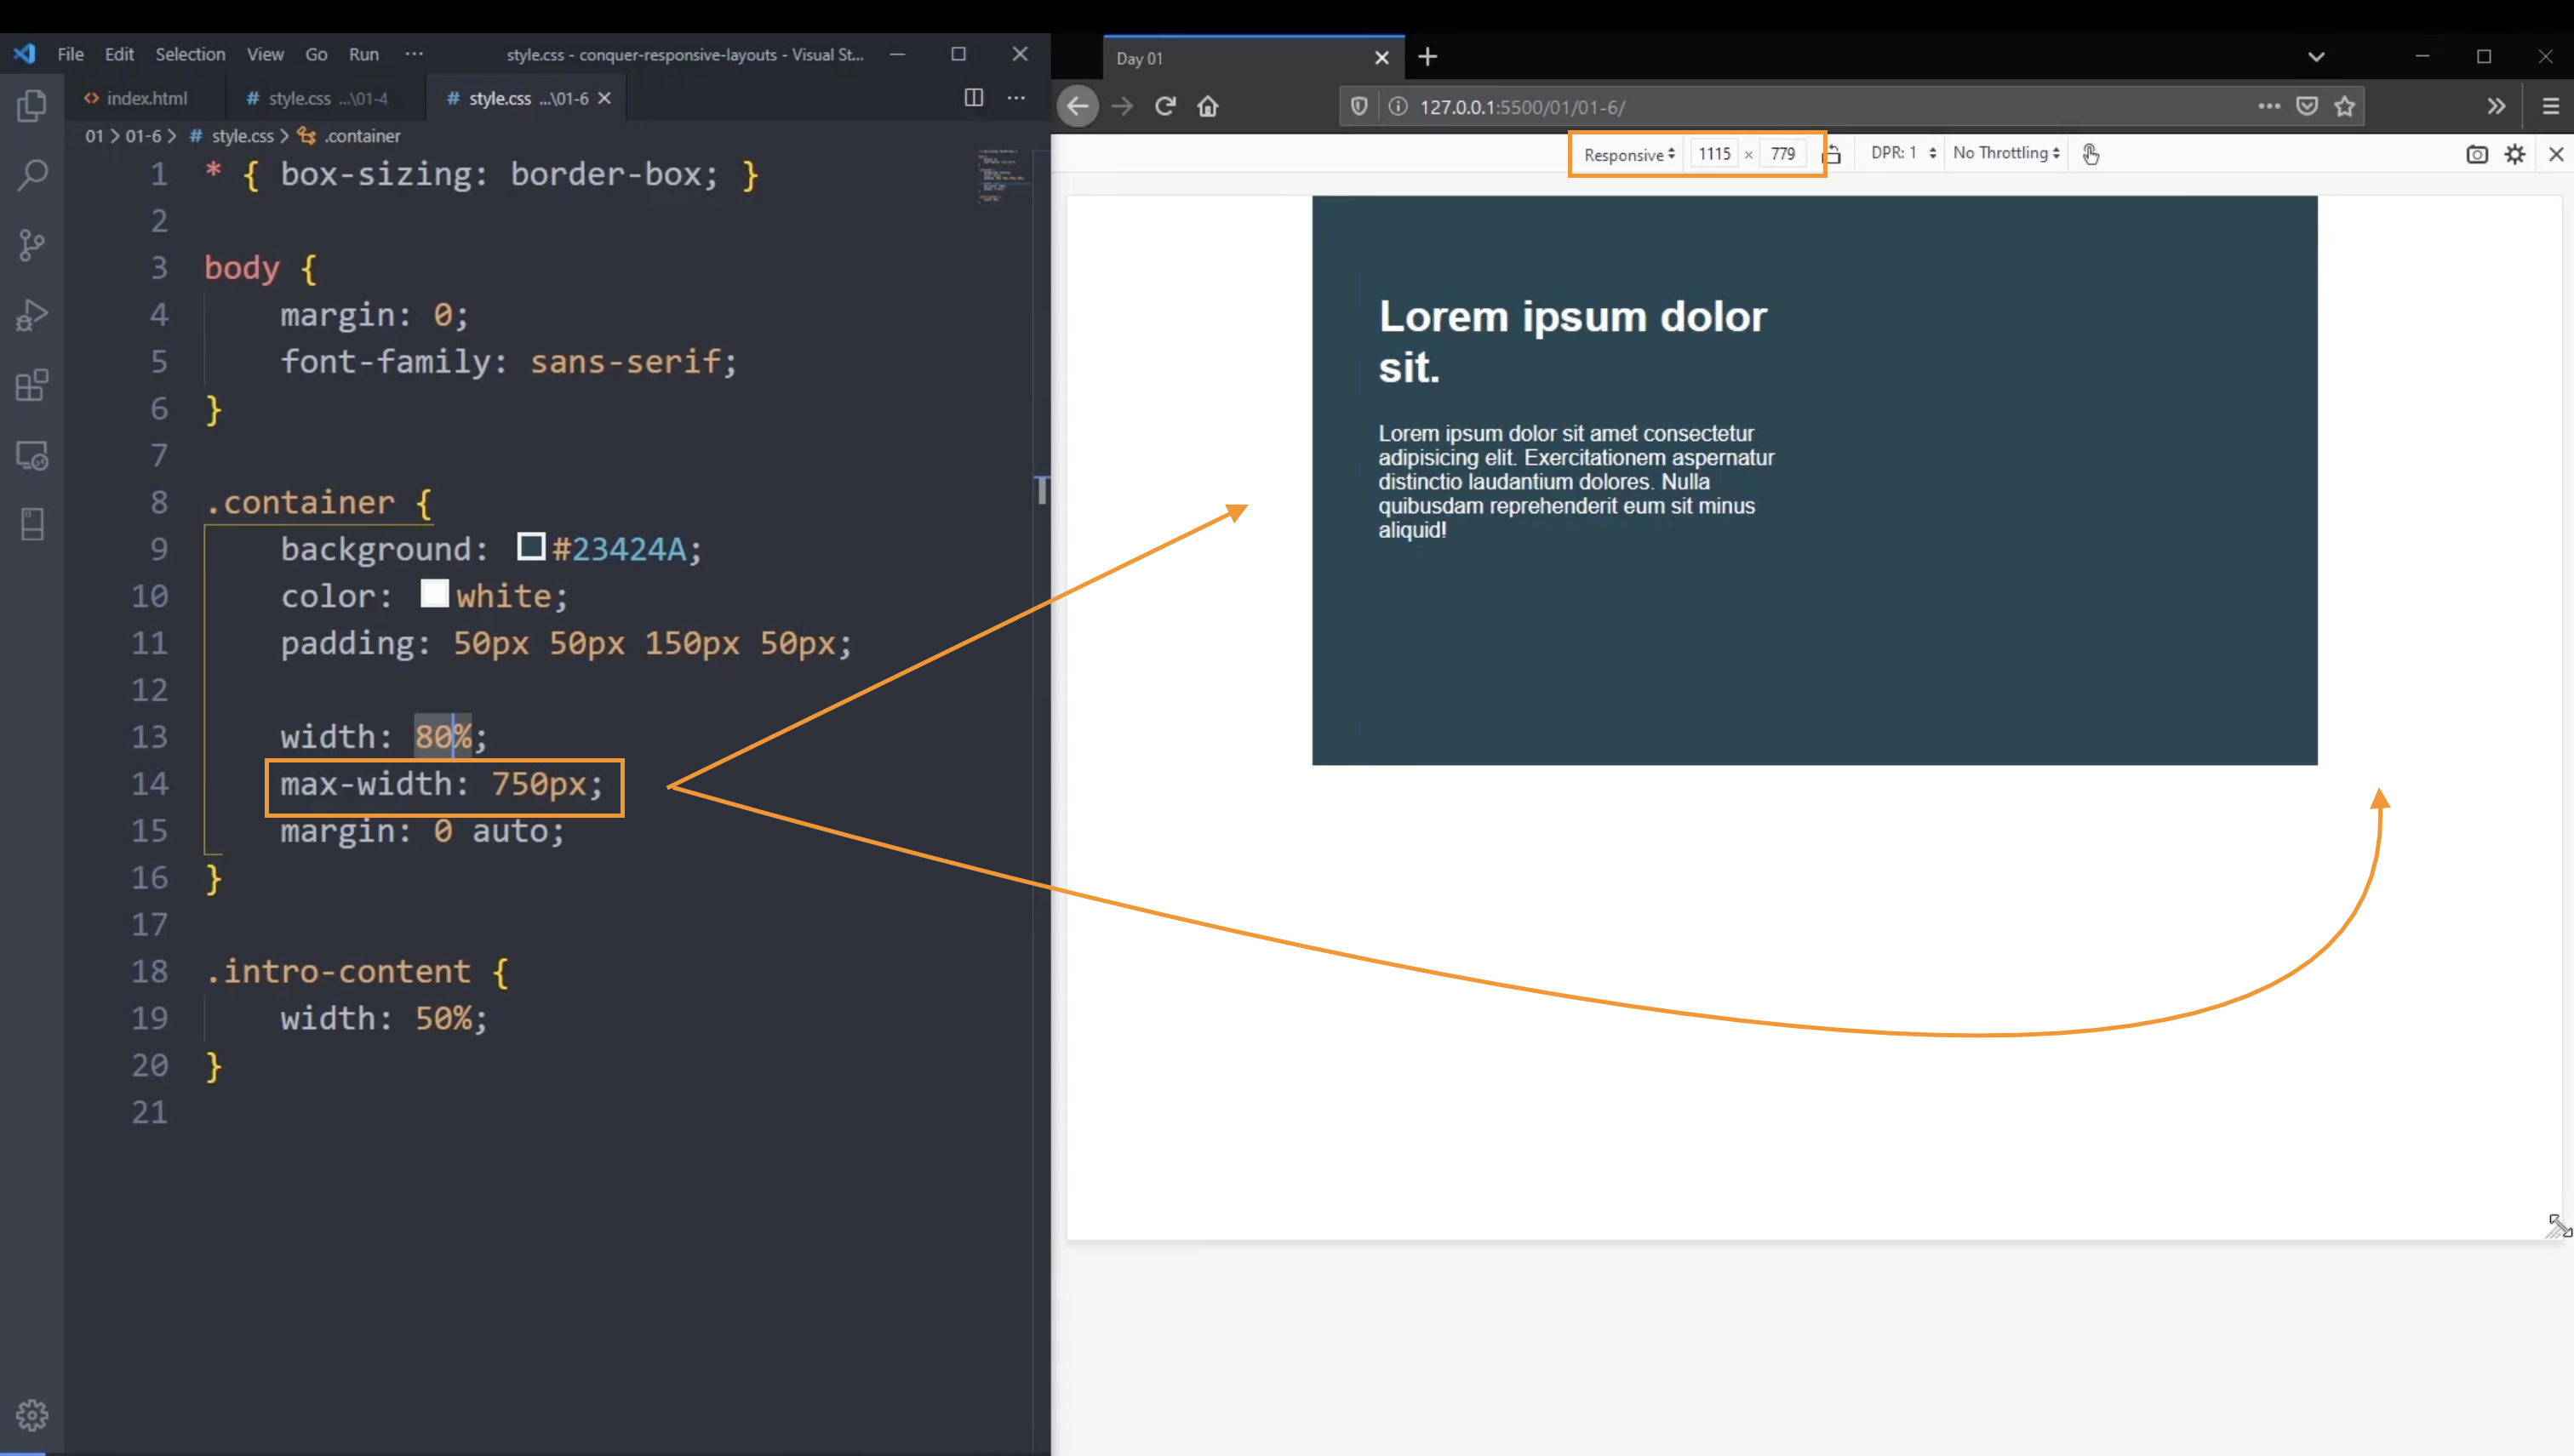 File Edit Selection View Go Run ··· style.css - conquer-responsive-layouts - Visual St...
index.html # style.css ...\01-4 # style.css ...\01-6
01 > 01-6 > # style.css > .container
1 * { box-sizing: border-box; }
2
3 body {
4 margin: 0;
5 font-family: sans-serif;
6 }
7
8 .container {
9 background: #23424A;
10 color: white;
11 padding: 50px 50px 150px 50px;
12
13 width: 80%;
14 max-width: 750px;
15 margin: 0 auto;
16 }
17
18 .intro-content {
19 width: 50%;
20 }
21
Day 01
127.0.0.1:5500/01/01-6/
Responsive 1115 × 779 DPR: 1 No Throttling
Lorem ipsum dolor
sit.
Lorem ipsum dolor sit amet consectetur
adipisicing elit. Exercitationem aspernatur
distinctio laudantium dolores. Nulla
quibusdam reprehenderit eum sit minus
aliquid!